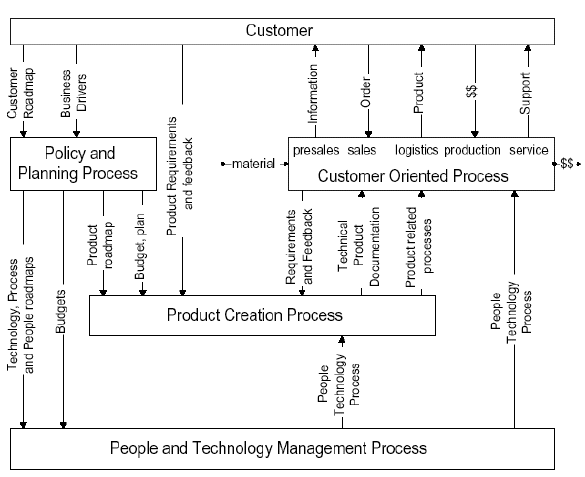 Customer
Customer
Roadmap
Business
Drivers
Product Requirements
and feedback
Information
Order
Product
$$
Support
Policy and
Planning Process
material
presales sales logistics production service
Customer Oriented Process
$$
Technology, Process
and People roadmaps
Budgets
Product
roadmap
Budget, plan
Requirements
and Feedback
Technical
Product
Documentation
Product related
processes
People
Technology
Process
Product Creation Process
People
Technology
Process
People and Technology Management Process